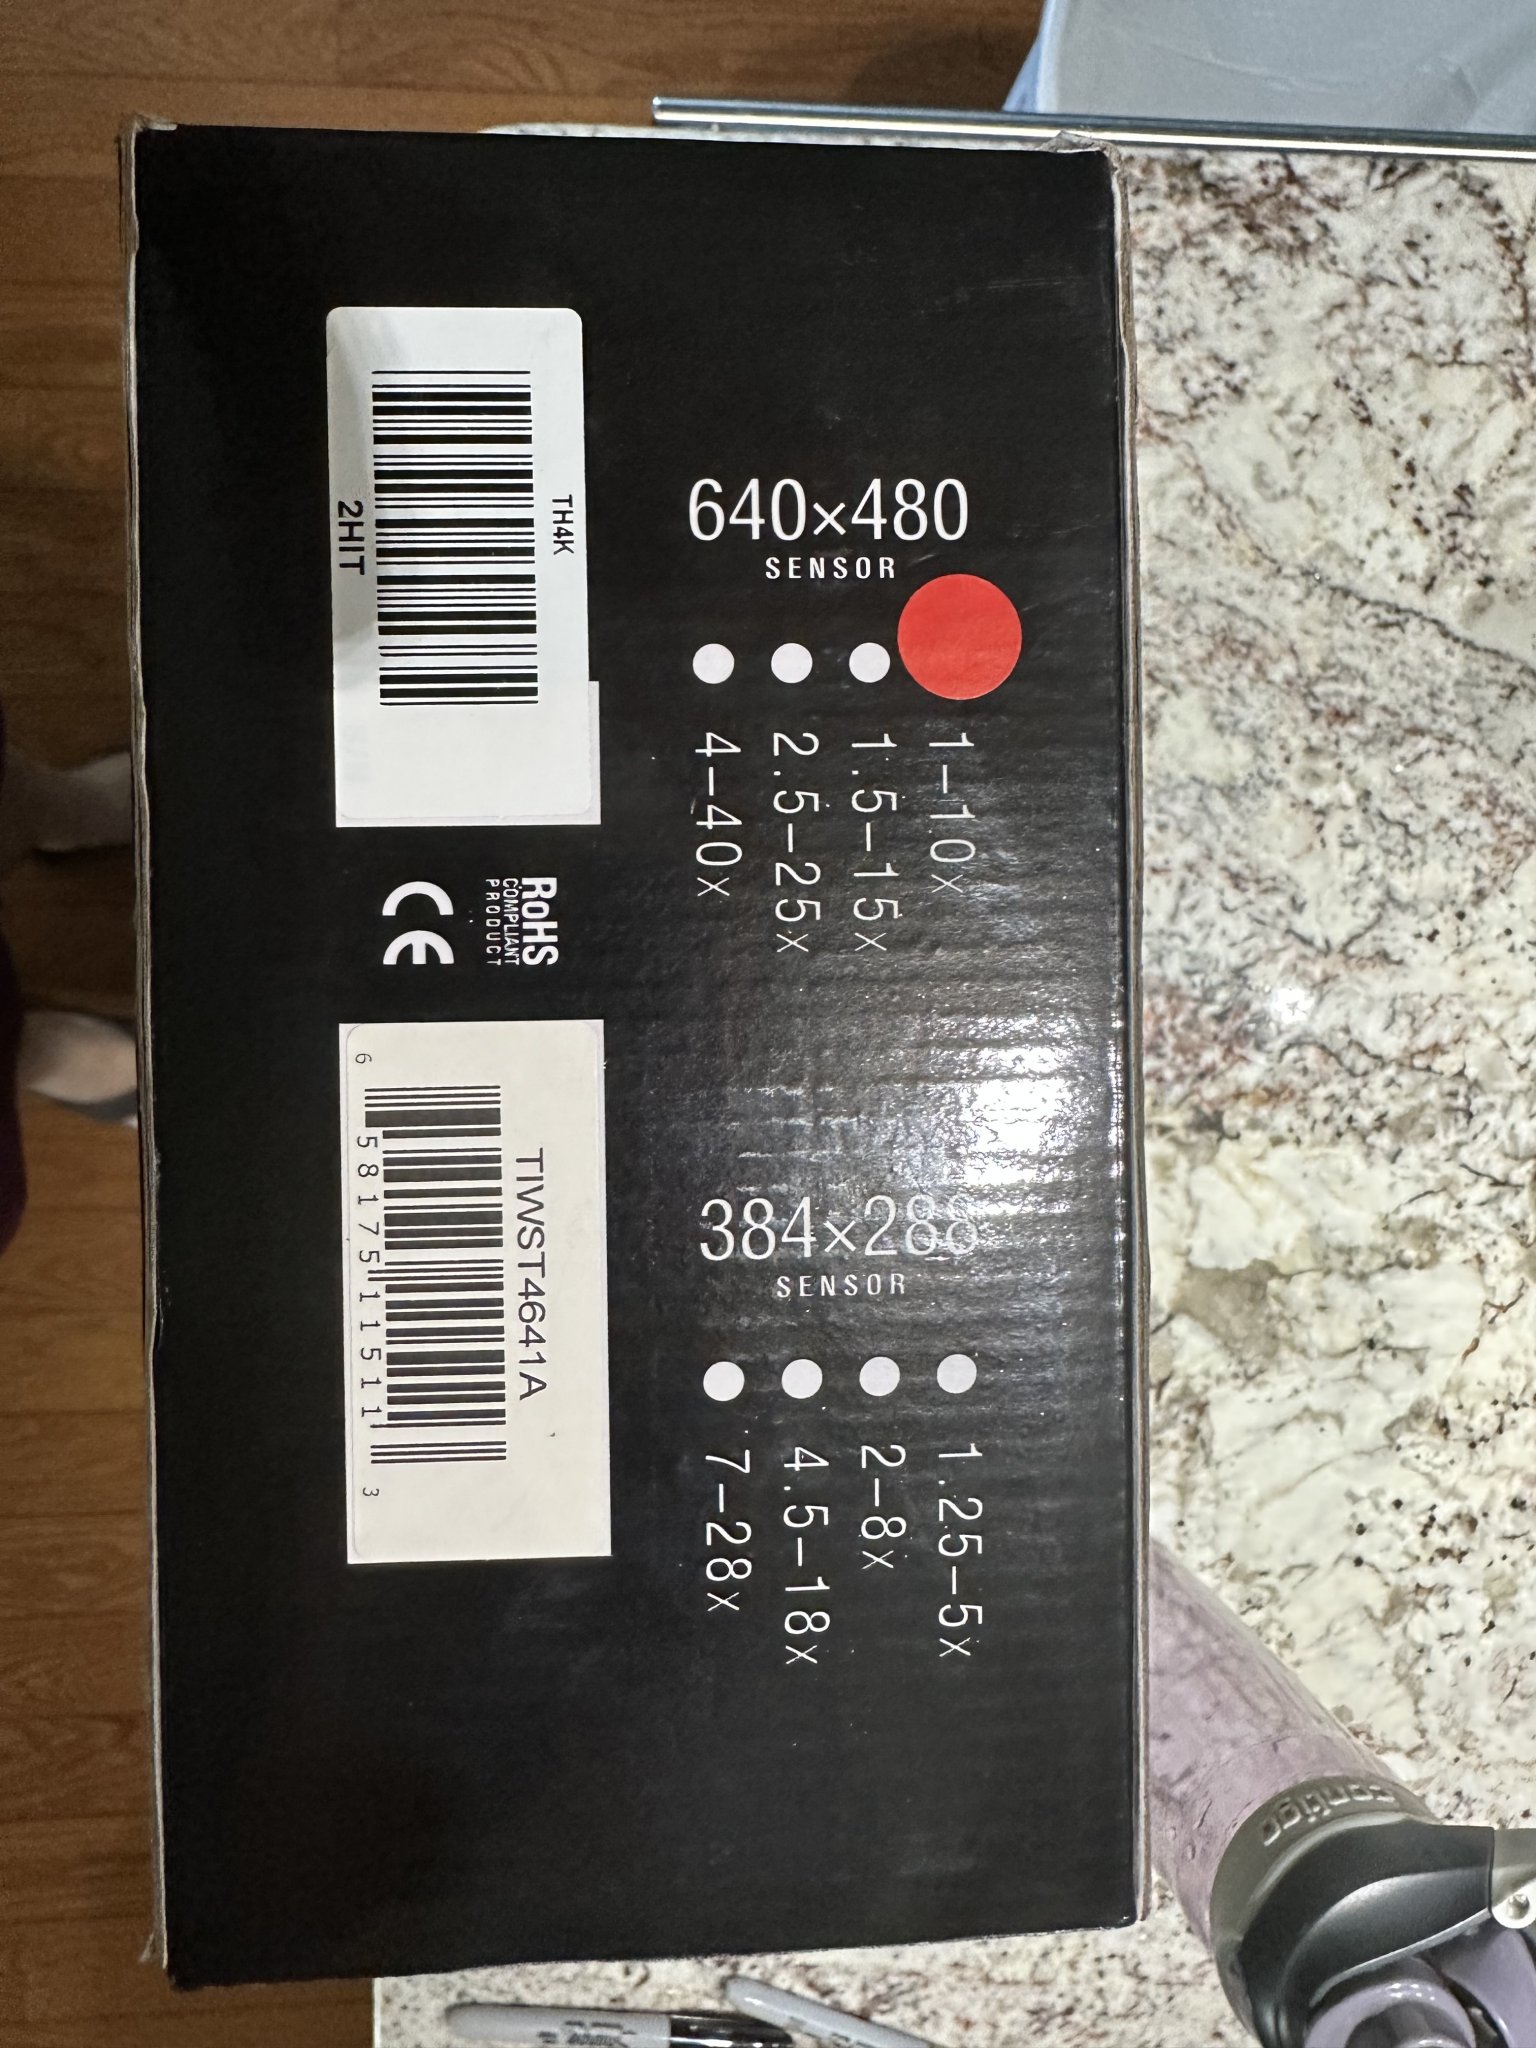 640×480
SENSOR
1–10x
1.5–15x
2.5–25x
4–40x
384×288
SENSOR
1.25–5x
2–8x
4.5–18x
7–28x
TH4K
2HIT
RoHS
COMPLIANT
PRODUCT
CE
TIWST4641A
6 58175 11511 3
contigo